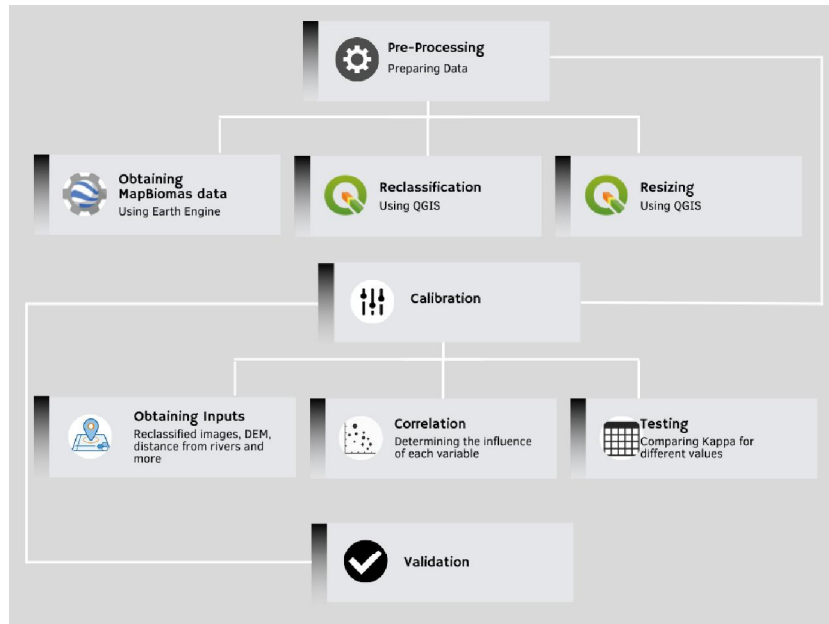 Pre-Processing
Preparing Data
Obtaining
MapBiomas data
Using Earth Engine
Reclassification
Using QGIS
Resizing
Using QGIS
Calibration
Obtaining Inputs
Reclassified images, DEM,
distance from rivers and
more
Correlation
Determining the influence
of each variable
Testing
Comparing Kappa for
different values
Validation